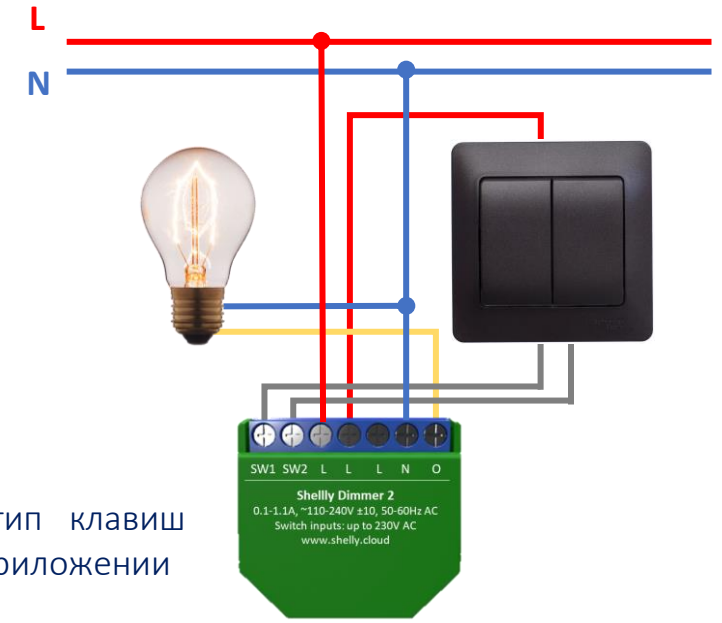 L
N
SW1 SW2 L L L N O
Shellly Dimmer 2
0.1-1.1A, ~110-240V ±10, 50-60Hz AC
Switch inputs: up to 230V AC
www.shelly.cloud
тип клавиш
риложении